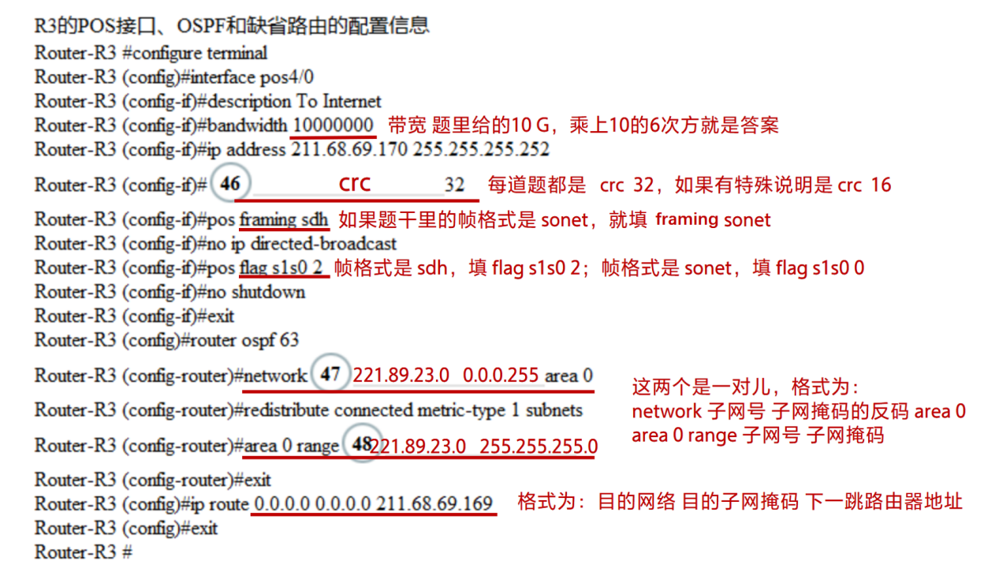 R3的POS接口、OSPF和缺省路由的配置信息
Router-R3 #configure terminal
Router-R3 (config)#interface pos4/0
Router-R3 (config-if)#description To Internet
Router-R3 (config-if)#bandwidth 10000000 带宽 题里给的10 G，乘上10的6次方就是答案
Router-R3 (config-if)#ip address 211.68.69.170 255.255.255.252
Router-R3 (config-if)# 46 crc 32 每道题都是 crc 32，如果有特殊说明是 crc 16
Router-R3 (config-if)#pos framing sdh 如果题干里的帧格式是 sonet，就填 framing sonet
Router-R3 (config-if)#no ip directed-broadcast
Router-R3 (config-if)#pos flag s1s0 2 帧格式是 sdh，填 flag s1s0 2；帧格式是 sonet，填 flag s1s0 0
Router-R3 (config-if)#no shutdown
Router-R3 (config-if)#exit
Router-R3 (config)#router ospf 63
Router-R3 (config-router)#network 47 221.89.23.0 0.0.0.255 area 0
这两个是一对儿，格式为：
network 子网号 子网掩码的反码 area 0
area 0 range 子网号 子网掩码
Router-R3 (config-router)#redistribute connected metric-type 1 subnets
Router-R3 (config-router)#area 0 range 48 221.89.23.0 255.255.255.0
Router-R3 (config-router)#exit
Router-R3 (config)#ip route 0.0.0.0 0.0.0.0 211.68.69.169 格式为：目的网络 目的子网掩码 下一跳路由器地址
Router-R3 (config)#exit
Router-R3 #